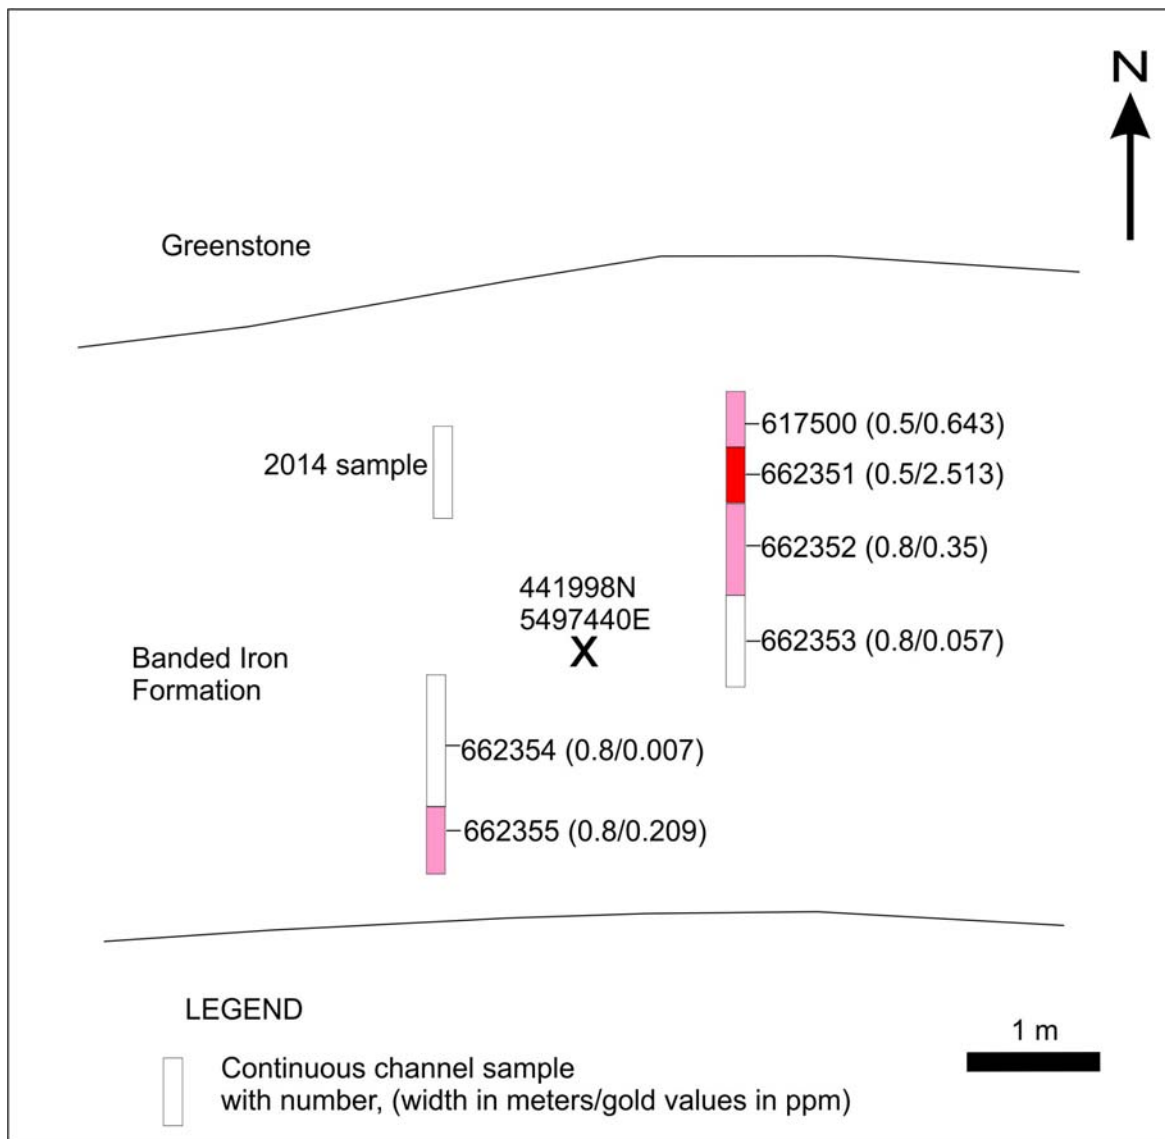 N
Greenstone
617500 (0.5/0.643)
2014 sample
662351 (0.5/2.513)
662352 (0.8/0.35)
441998N
5497440E
X
662353 (0.8/0.057)
Banded Iron
Formation
662354 (0.8/0.007)
662355 (0.8/0.209)
LEGEND
1 m
Continuous channel sample
with number, (width in meters/gold values in ppm)